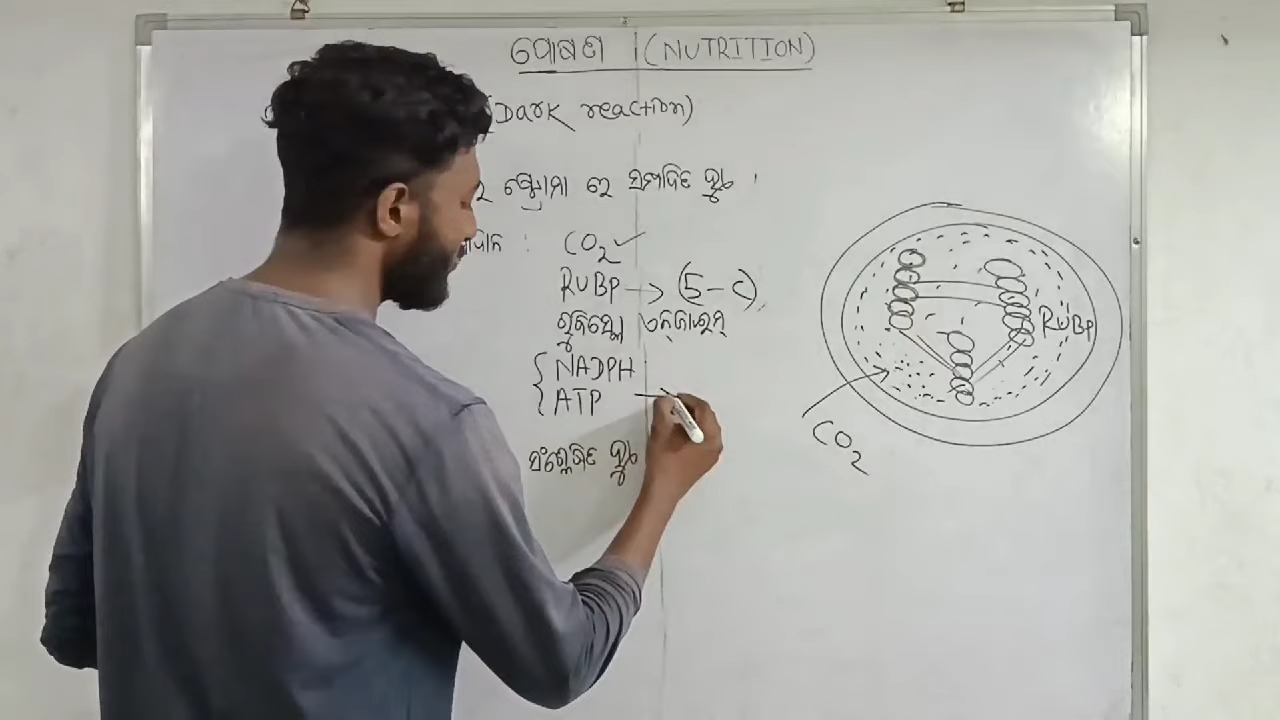 ପୋଷଣ (NUTRITION)
(Dark reaction)
ଷ୍ଟ୍ରୋମା ରେ ସମ୍ପାଦିତ ହୁଏ ।
: CO2 ✓
RUBP → (5-C)
ରୁବିସ୍କୋ ଏନ୍‌ଜାଇମ୍
NADPH
ATP
ସଂଶ୍ଳେଷିତ ହୁଏ
RUBP
CO2